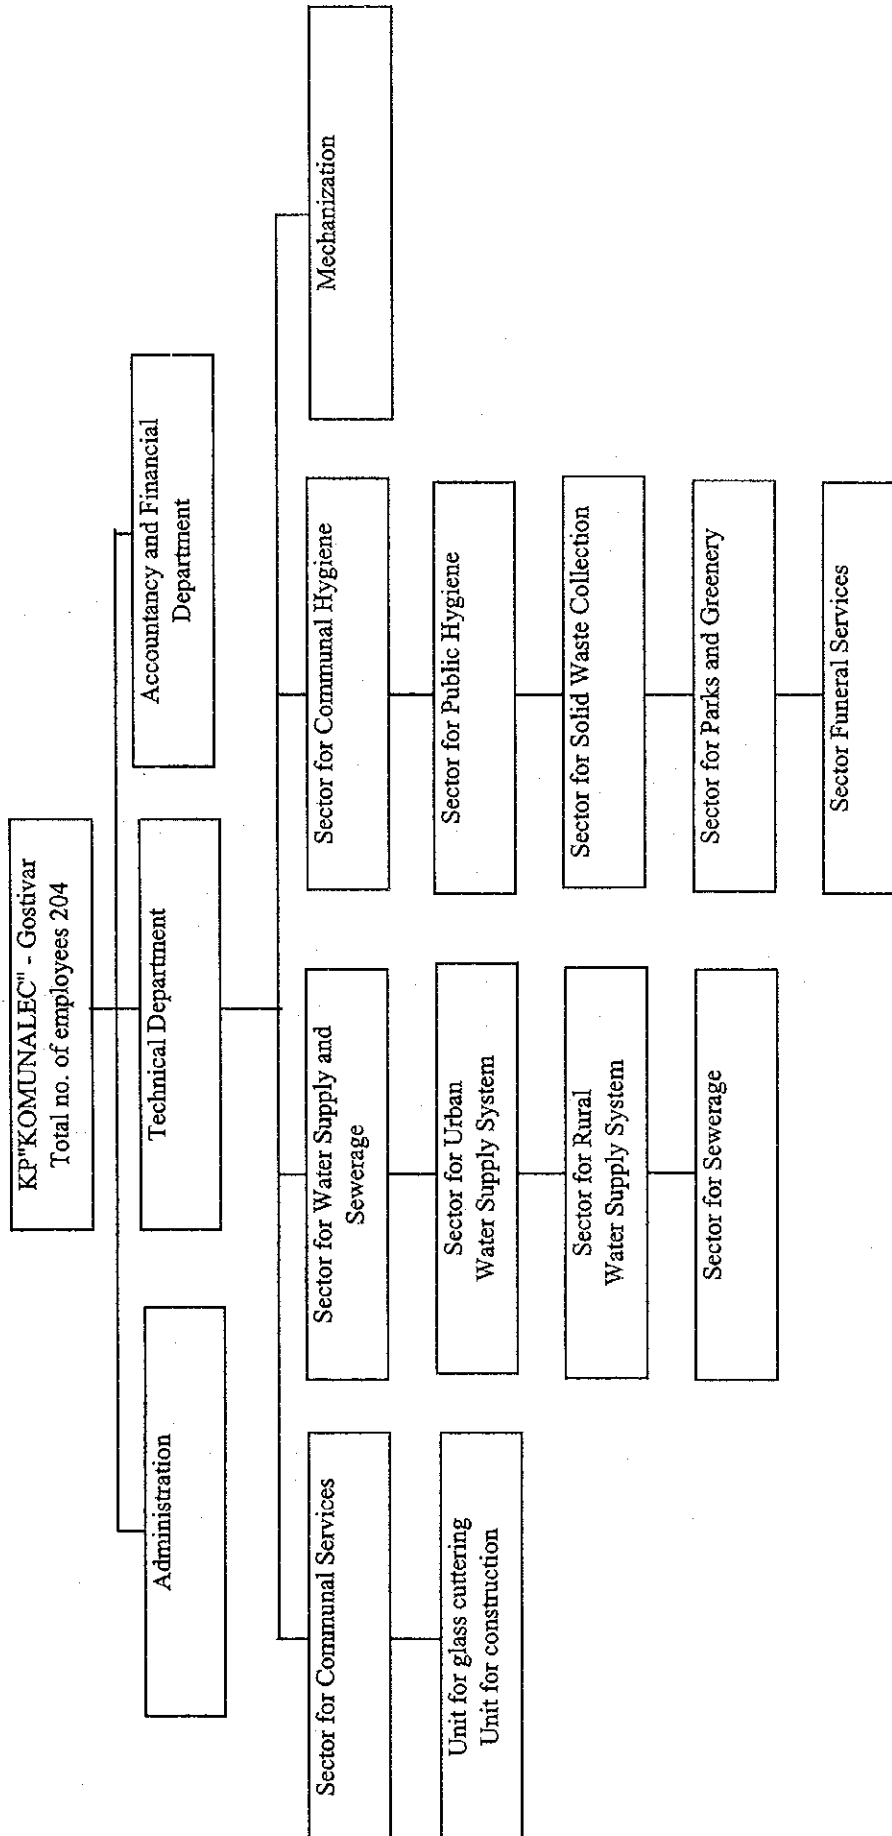 KP"KOMUNALEC" - Gostivar
Total no. of employees 204
Administration
Technical Department
Accountancy and Financial
Department
Sector for Communal Services
Sector for Water Supply and
Sewerage
Sector for Communal Hygiene
Mechanization
Unit for glass cuttering
Unit for construction
Sector for Urban
Water Supply System
Sector for Public Hygiene
Sector for Rural
Water Supply System
Sector for Solid Waste Collection
Sector for Sewerage
Sector for Parks and Greenery
Sector Funeral Services